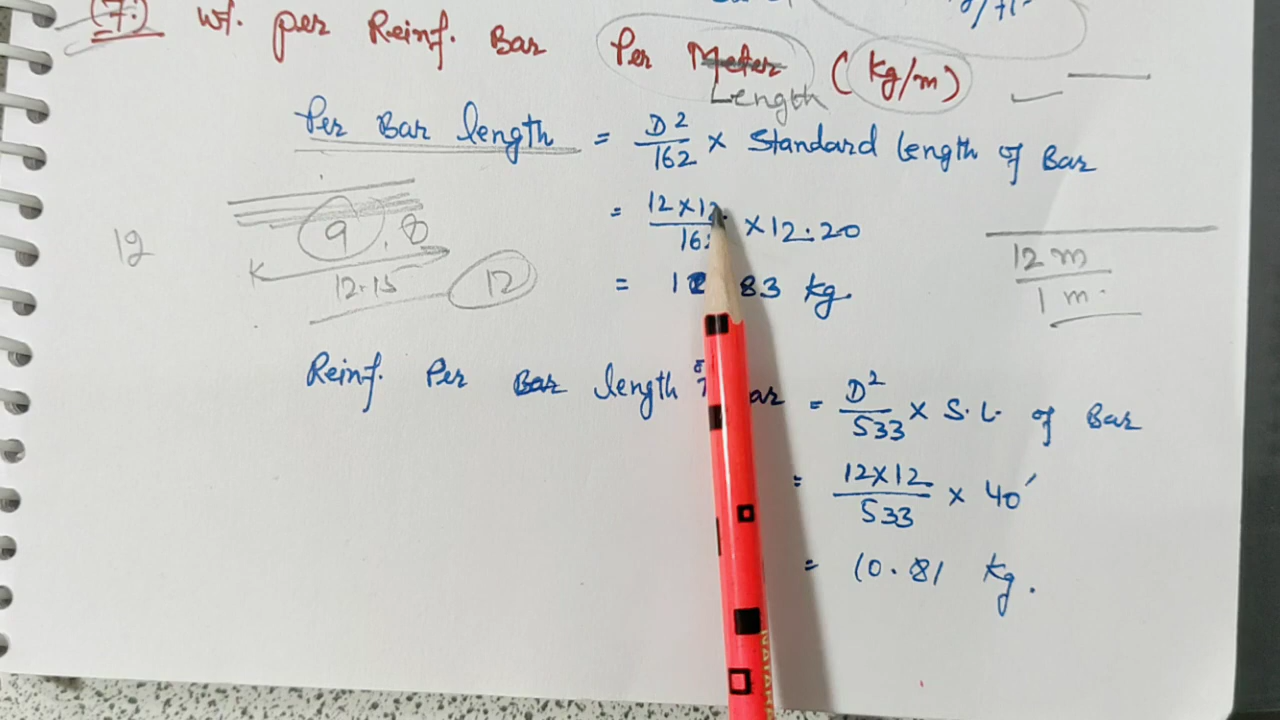 (7.) Wt. per Reinf. Bar Per Meter (kg/m)
Length
Per Bar length = D²/162 × Standard length of Bar
= 12×12/16 ×12.20
9 . 8
12
12.15
12
12 m
1 m.
= 83 kg.
Reinf. Per Bar length = D²/533 × S.L. of Bar
= 12×12/533 × 40′
= 10.81 kg.
NATARAJ